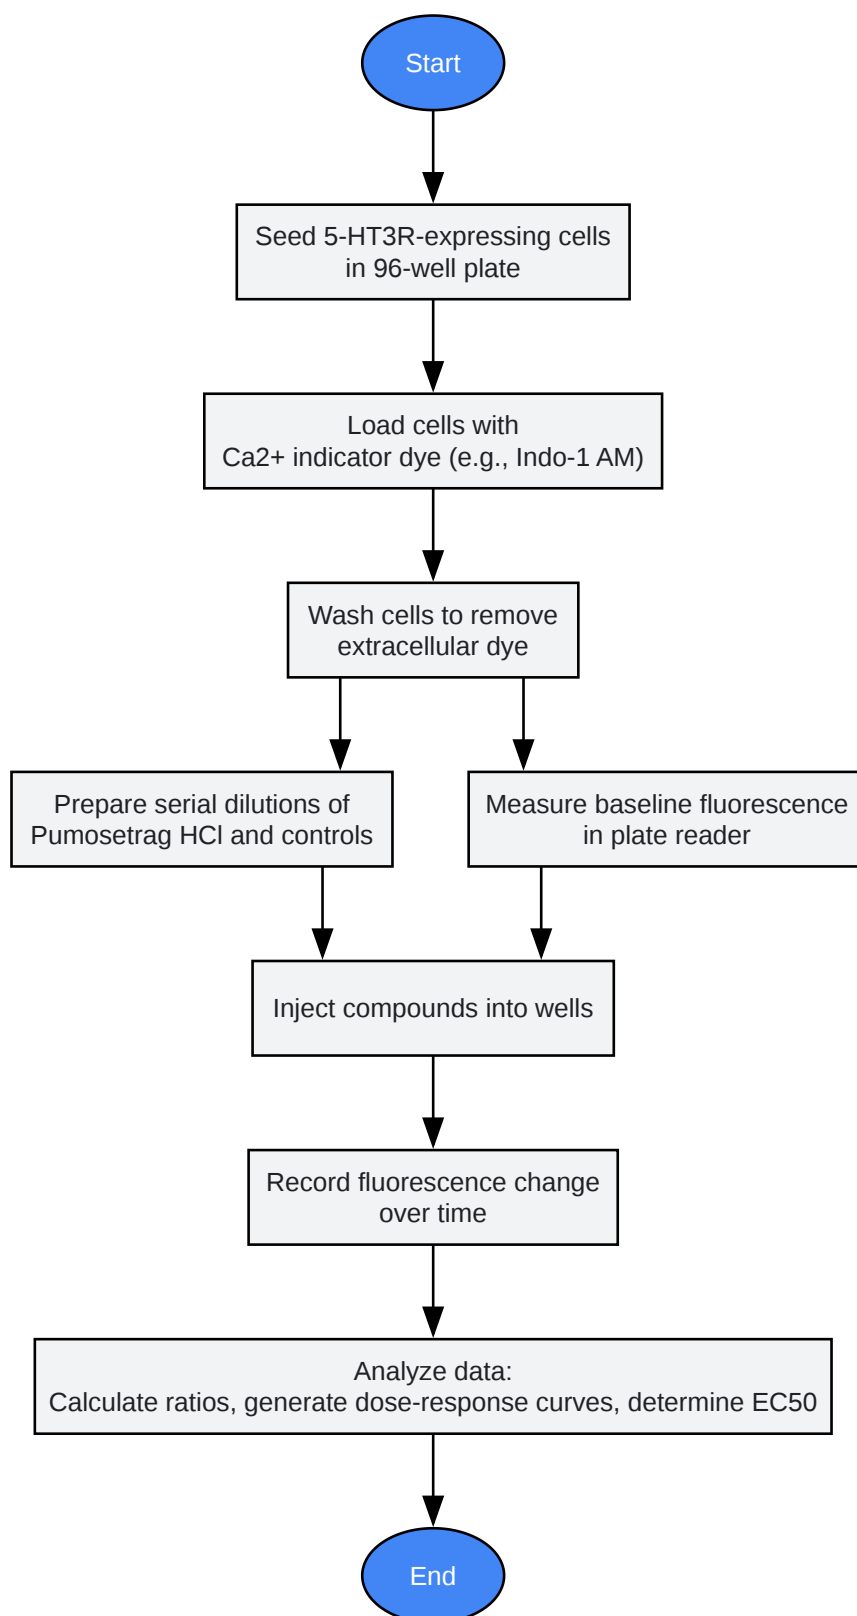 Start
Seed 5-HT3R-expressing cells
in 96-well plate
Load cells with
Ca2+ indicator dye (e.g., Indo-1 AM)
Wash cells to remove
extracellular dye
Prepare serial dilutions of
Pumosetrag HCl and controls
Measure baseline fluorescence
in plate reader
Inject compounds into wells
Record fluorescence change
over time
Analyze data:
Calculate ratios, generate dose-response curves, determine EC50
End